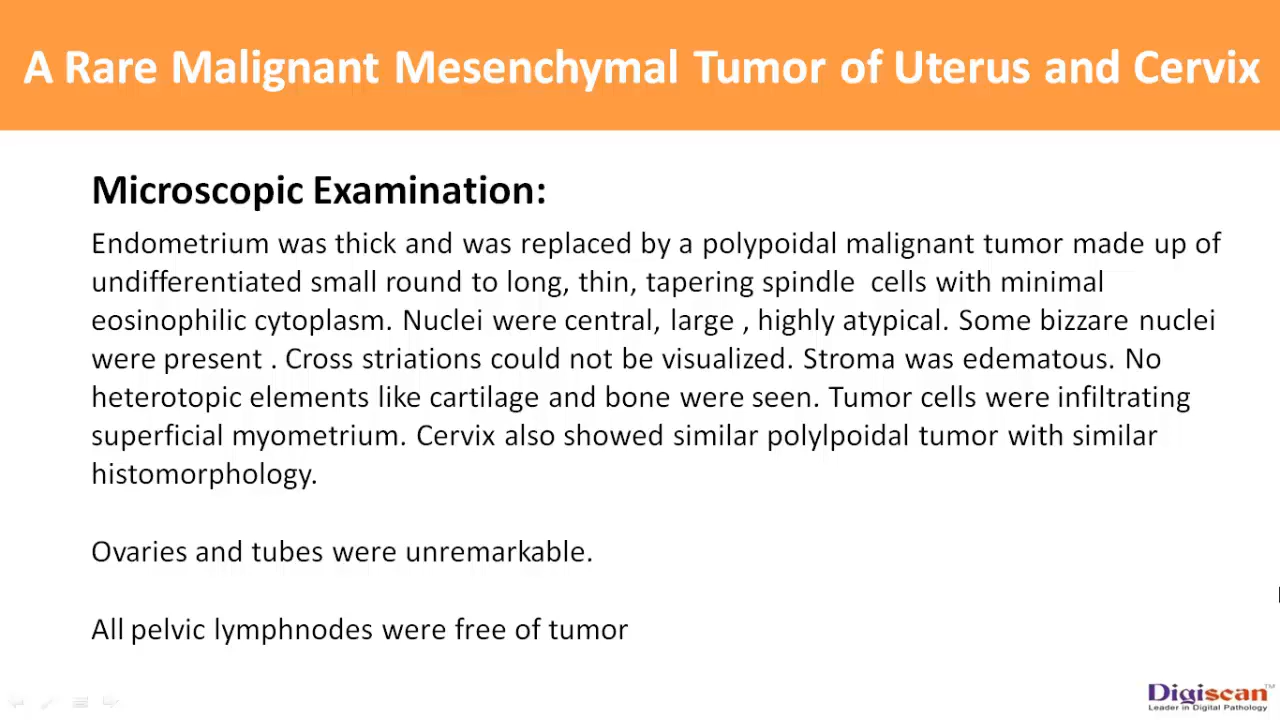 A Rare Malignant Mesenchymal Tumor of Uterus and Cervix
Microscopic Examination:
Endometrium was thick and was replaced by a polypoidal malignant tumor made up of
undifferentiated small round to long, thin, tapering spindle  cells with minimal
eosinophilic cytoplasm. Nuclei were central, large , highly atypical. Some bizzare nuclei
were present . Cross striations could not be visualized. Stroma was edematous. No
heterotopic elements like cartilage and bone were seen. Tumor cells were infiltrating
superficial myometrium. Cervix also showed similar polylpoidal tumor with similar
histomorphology.
Ovaries and tubes were unremarkable.
All pelvic lymphnodes were free of tumor
Digiscan™
Leader in Digital Pathology